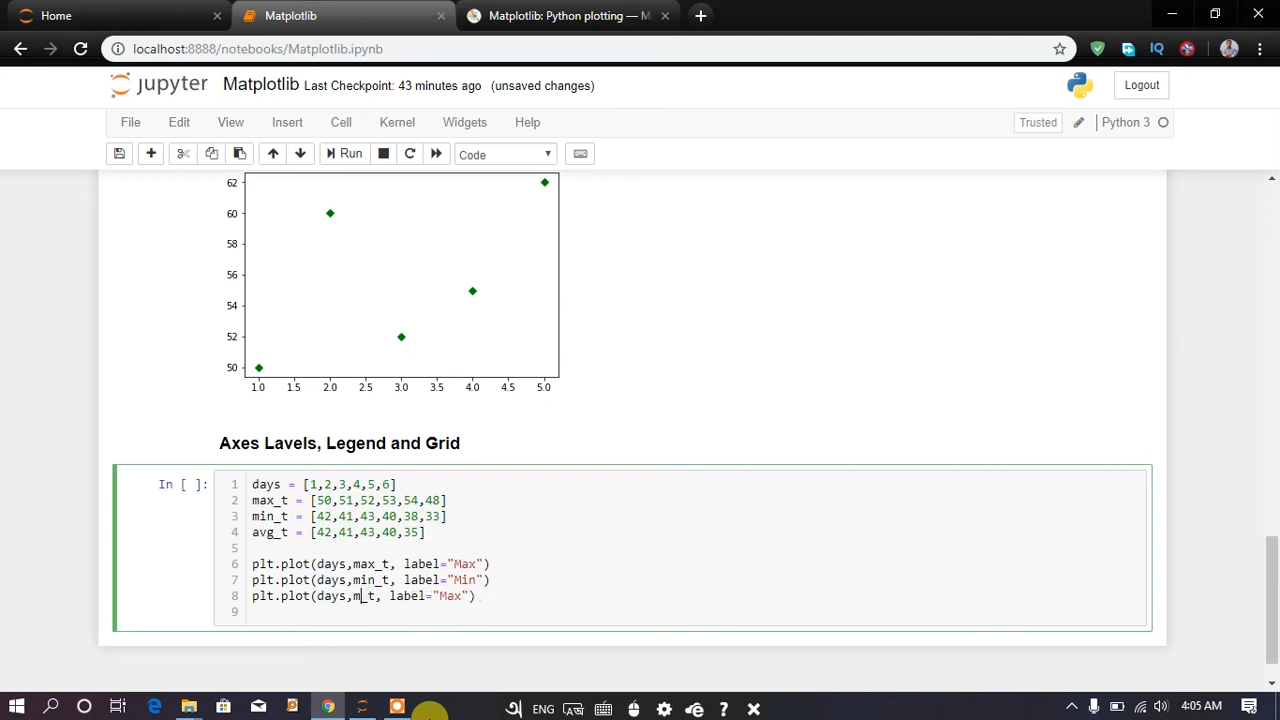 Home
Matplotlib
Matplotlib: Python plotting — M
localhost:8888/notebooks/Matplotlib.ipynb
IQ
jupyter Matplotlib Last Checkpoint: 43 minutes ago (unsaved changes)
Logout
File Edit View Insert Cell Kernel Widgets Help
Trusted Python 3
Run Code
62
60
58
56
54
52
50
1.0 1.5 2.0 2.5 3.0 3.5 4.0 4.5 5.0
Axes Lavels, Legend and Grid
In [ ]:
1 days = [1,2,3,4,5,6]
2 max_t = [50,51,52,53,54,48]
3 min_t = [42,41,43,40,38,33]
4 avg_t = [42,41,43,40,35]
5
6 plt.plot(days,max_t, label="Max")
7 plt.plot(days,min_t, label="Min")
8 plt.plot(days,m_t, label="Max")
9
ENG
4:05 AM